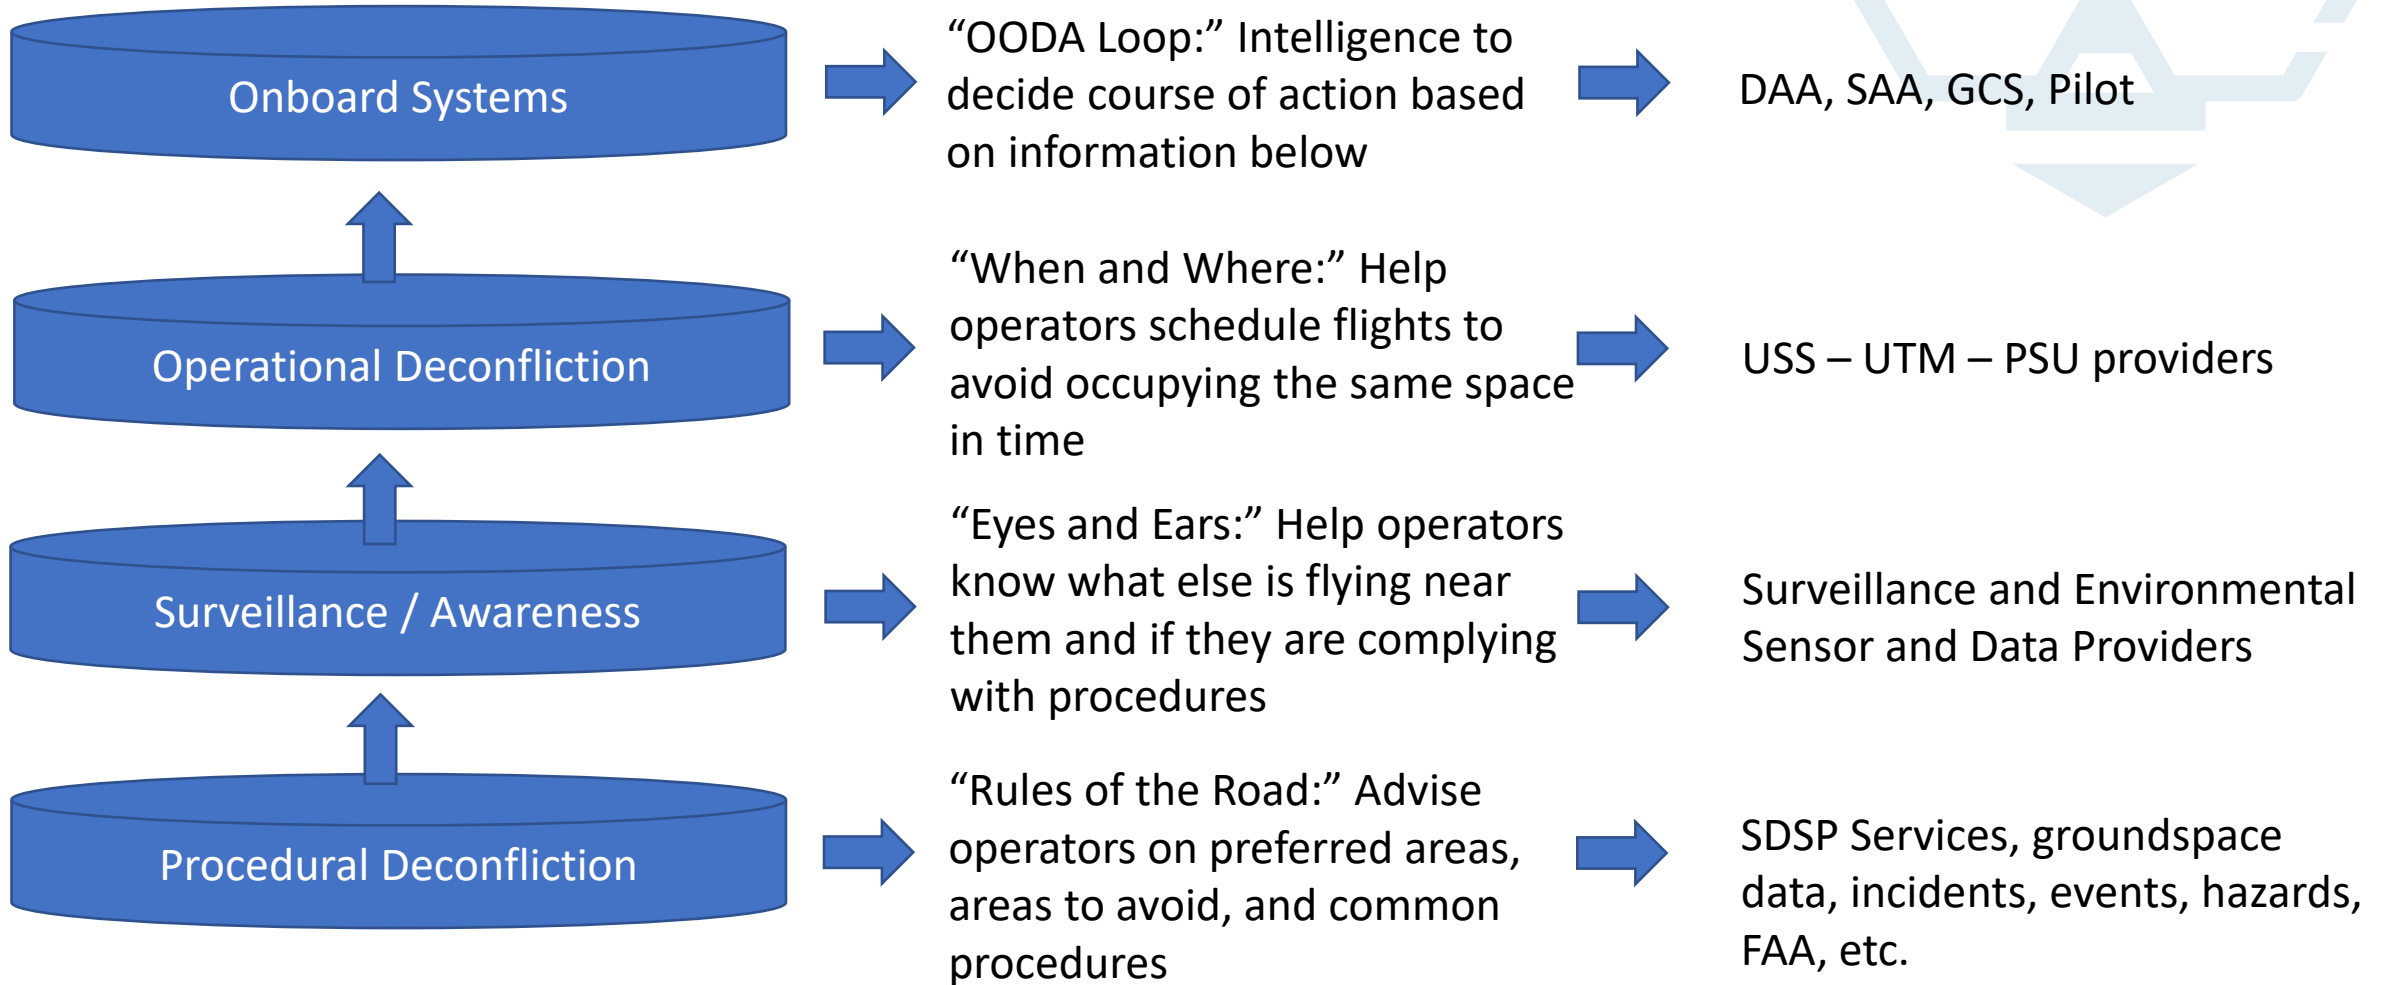 Onboard Systems
“OODA Loop:” Intelligence to
decide course of action based
on information below
DAA, SAA, GCS, Pilot
Operational Deconfliction
“When and Where:” Help
operators schedule flights to
avoid occupying the same space
in time
USS – UTM – PSU providers
Surveillance / Awareness
“Eyes and Ears:” Help operators
know what else is flying near
them and if they are complying
with procedures
Surveillance and Environmental
Sensor and Data Providers
Procedural Deconfliction
“Rules of the Road:” Advise
operators on preferred areas,
areas to avoid, and common
procedures
SDSP Services, groundspace
data, incidents, events, hazards,
FAA, etc.